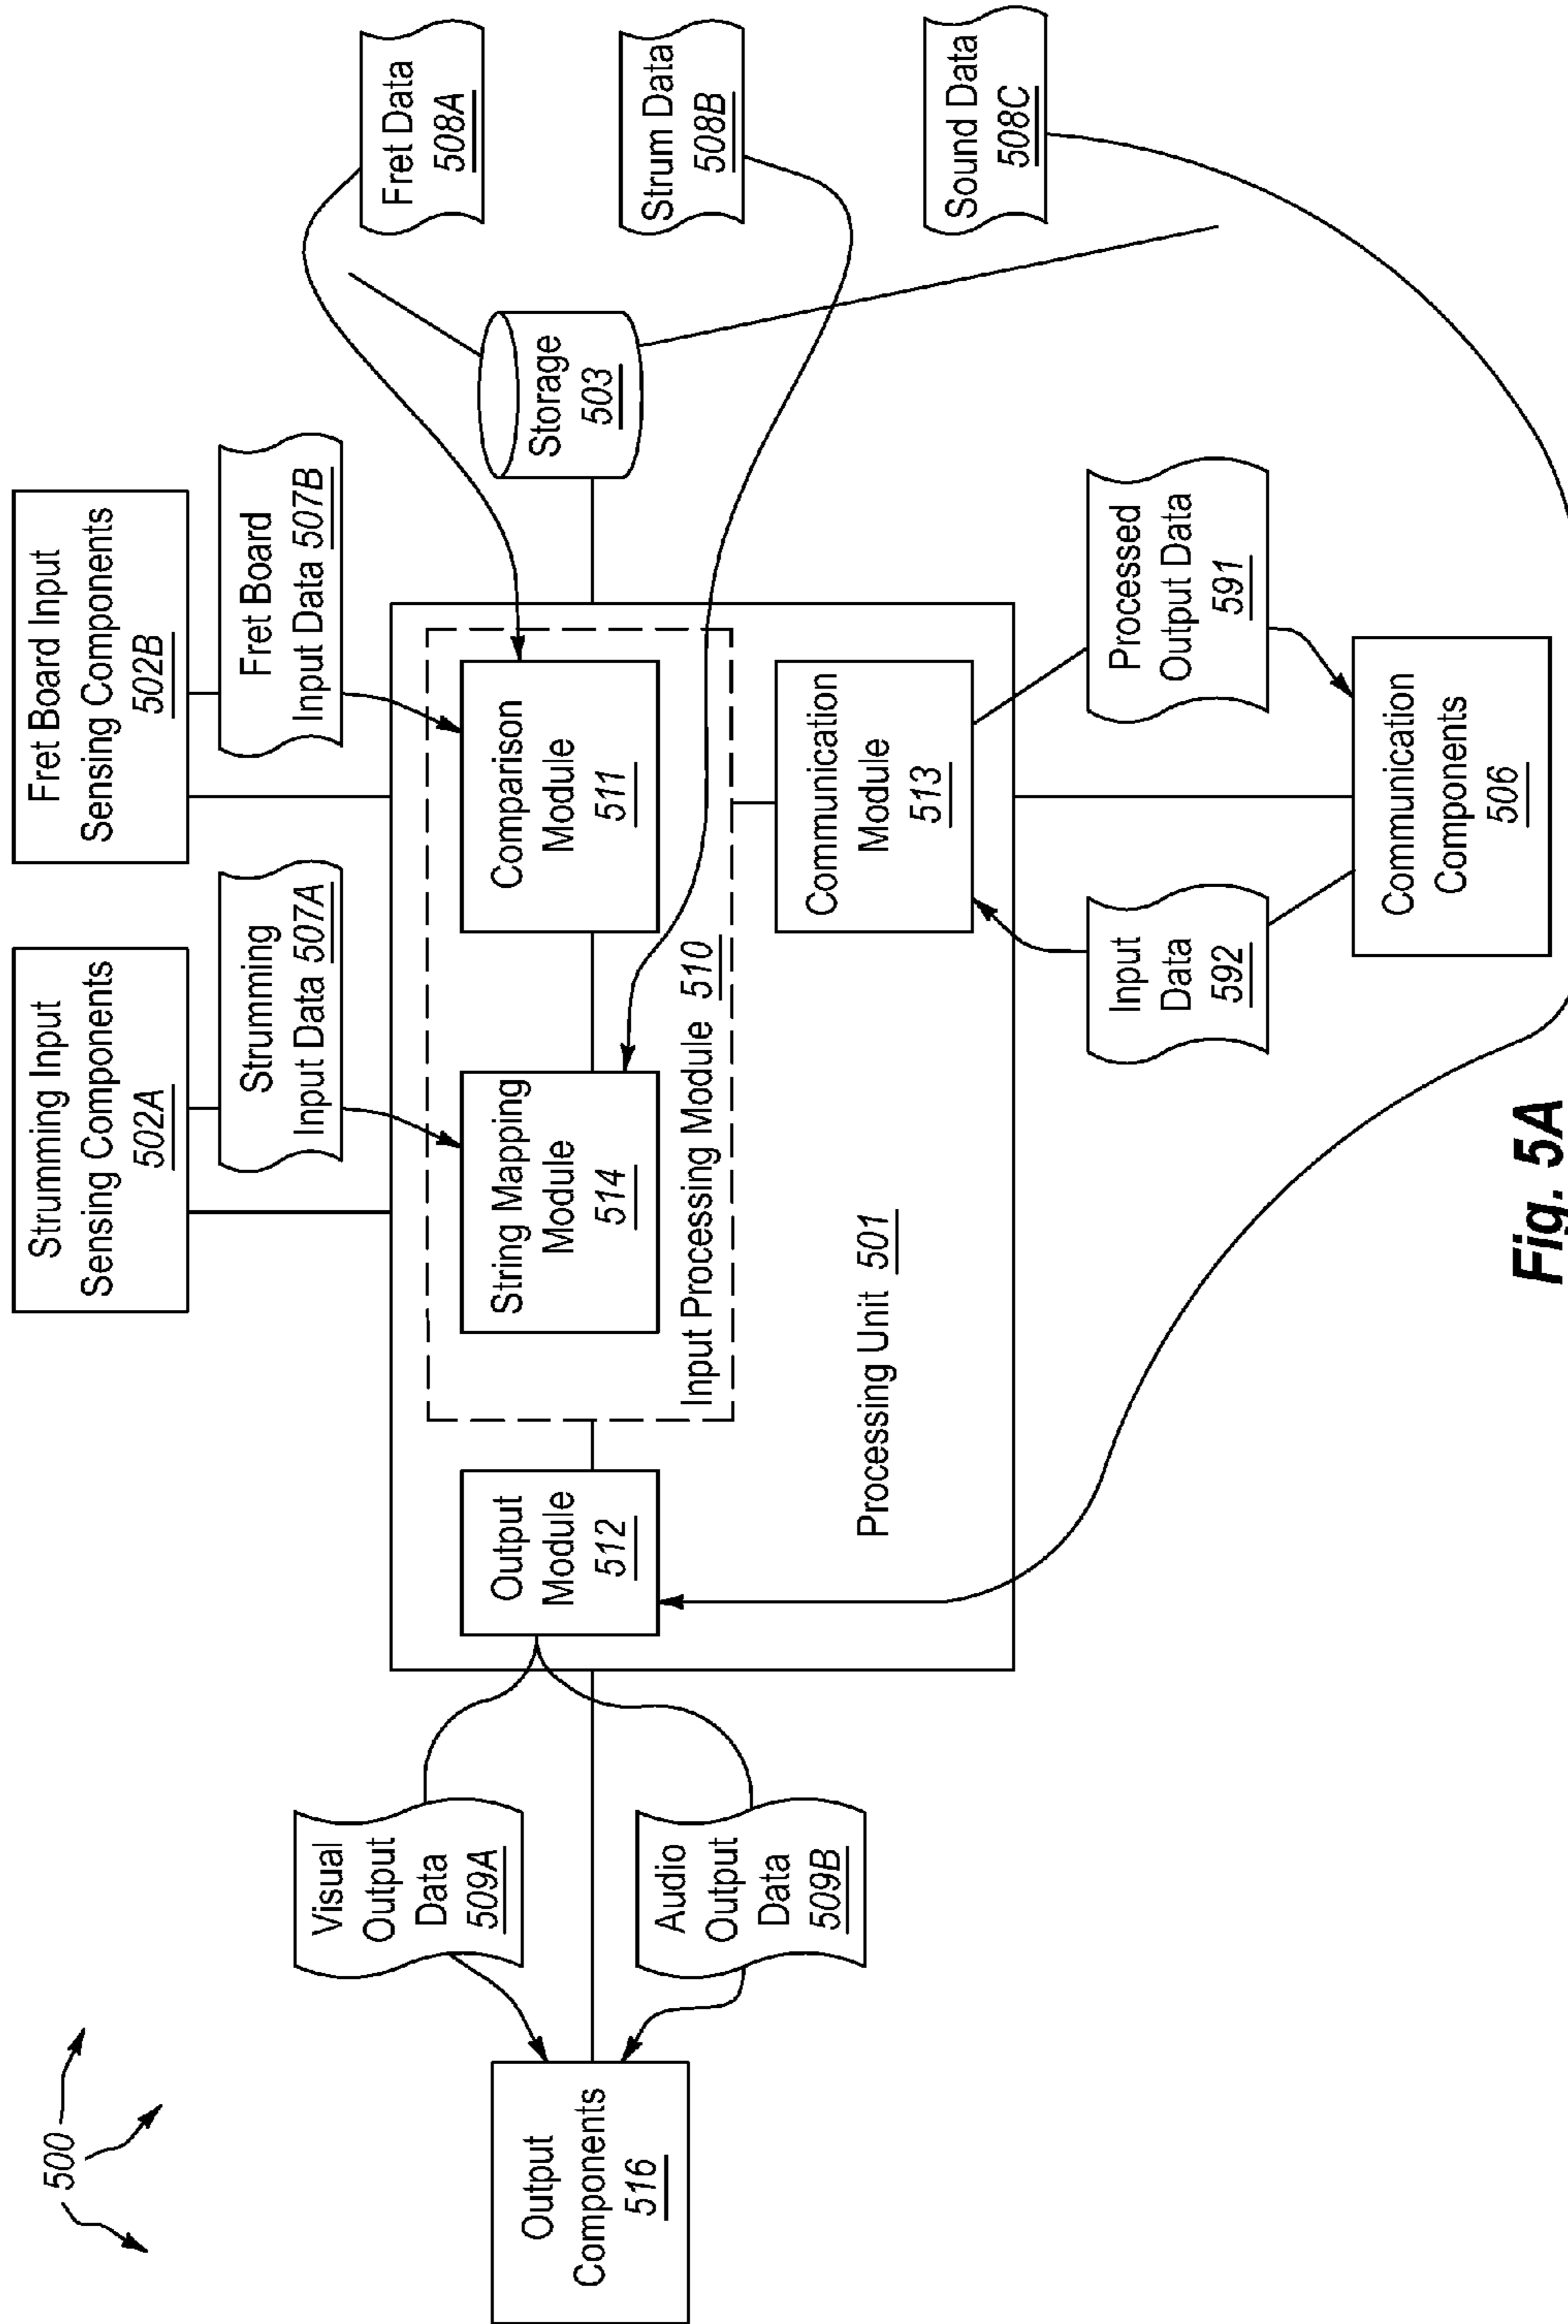 500
Strumming Input
Sensing Components
502A
Fret Board Input
Sensing Components
502B
Strumming
Input Data 507A
Fret Board
Input Data 507B
Fret Data
508A
Strum Data
508B
Sound Data
508C
Storage
503
Visual
Output
Data
509A
Audio
Output
Data
509B
Output
Components
516
Output
Module
512
String Mapping
Module
514
Comparison
Module
511
Input Processing Module 510
Communication
Module
513
Processing Unit 501
Input
Data
592
Processed
Output Data
591
Communication
Components
506
Fig. 5A